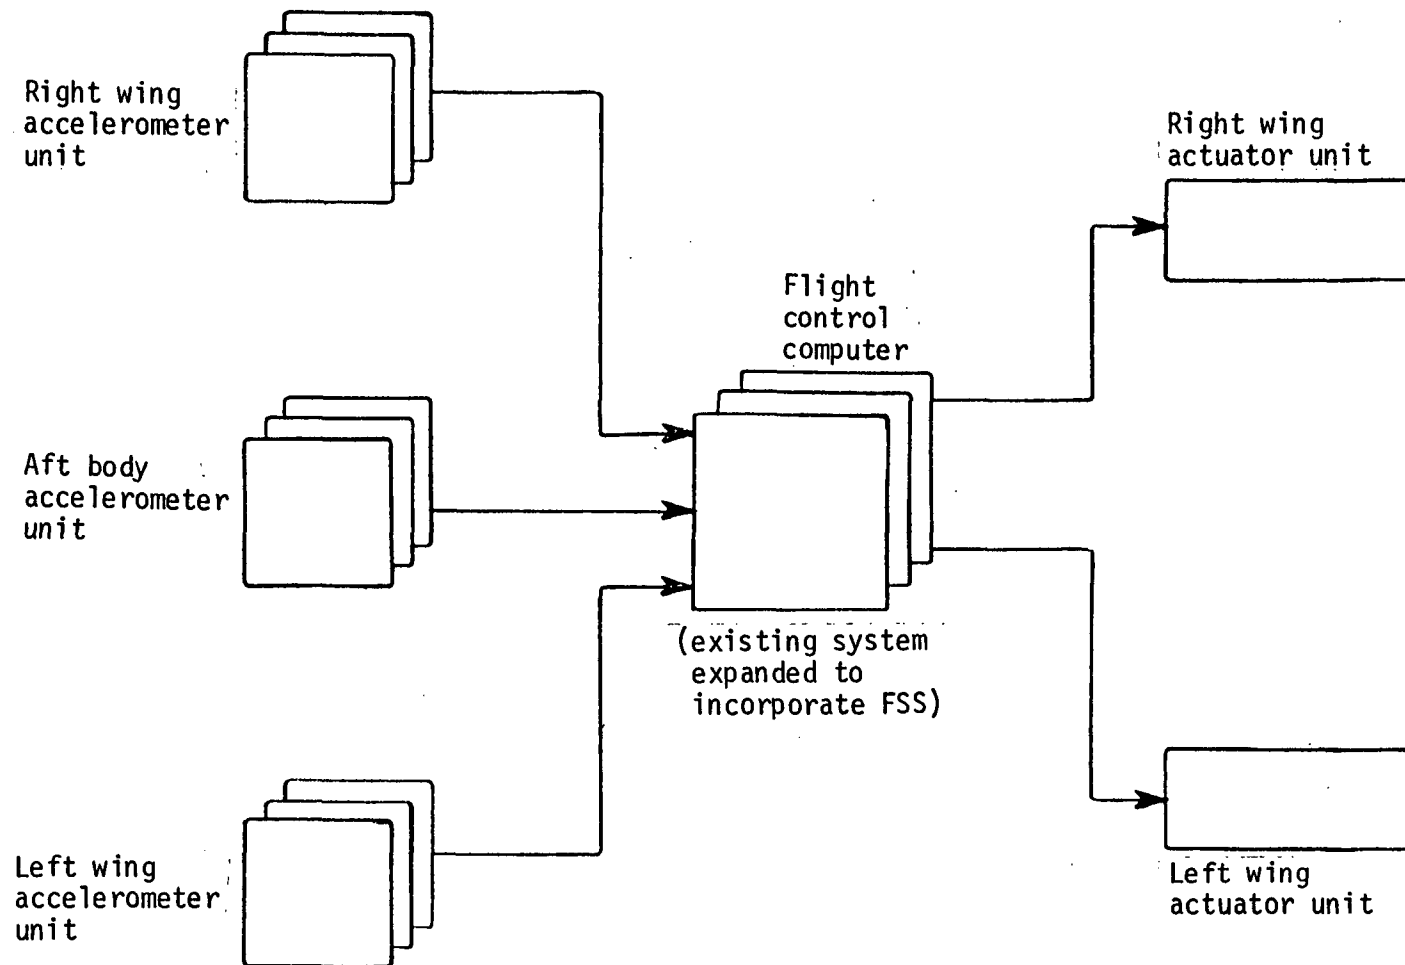 Right wing
accelerometer
unit
Right wing
actuator unit
Flight
control
computer
Aft body
accelerometer
unit
(existing system
expanded to
incorporate FSS)
Left wing
accelerometer
unit
Left wing
actuator unit